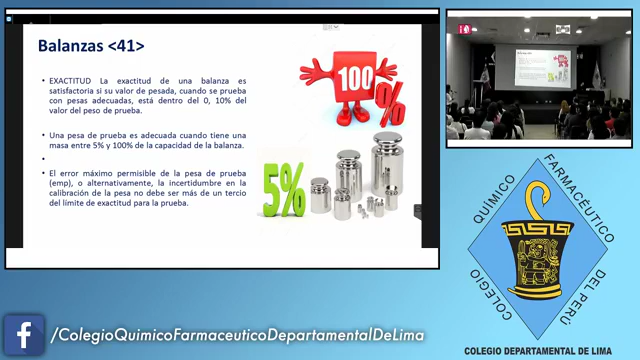 Balanzas <41>
• EXACTITUD La exactitud de una balanza es
satisfactoria si su valor de pesada, cuando se prueba
con pesas adecuadas, está dentro del 0, 10% del
valor del peso de prueba.
• Una pesa de prueba es adecuada cuando tiene una
masa entre 5% y 100% de la capacidad de la balanza.
•
• El error máximo permisible de la pesa de prueba
(emp), o alternativamente, la incertidumbre en la
calibración de la pesa no debe ser más de un tercio
del límite de exactitud para la prueba.
100
%
5%
COLEGIO QUÍMICO FARMACÉUTICO DEL PERÚ
COLEGIO DEPARTAMENTAL DE LIMA
f /ColegioQuimicoFarmaceuticoDepartamentalDeLima